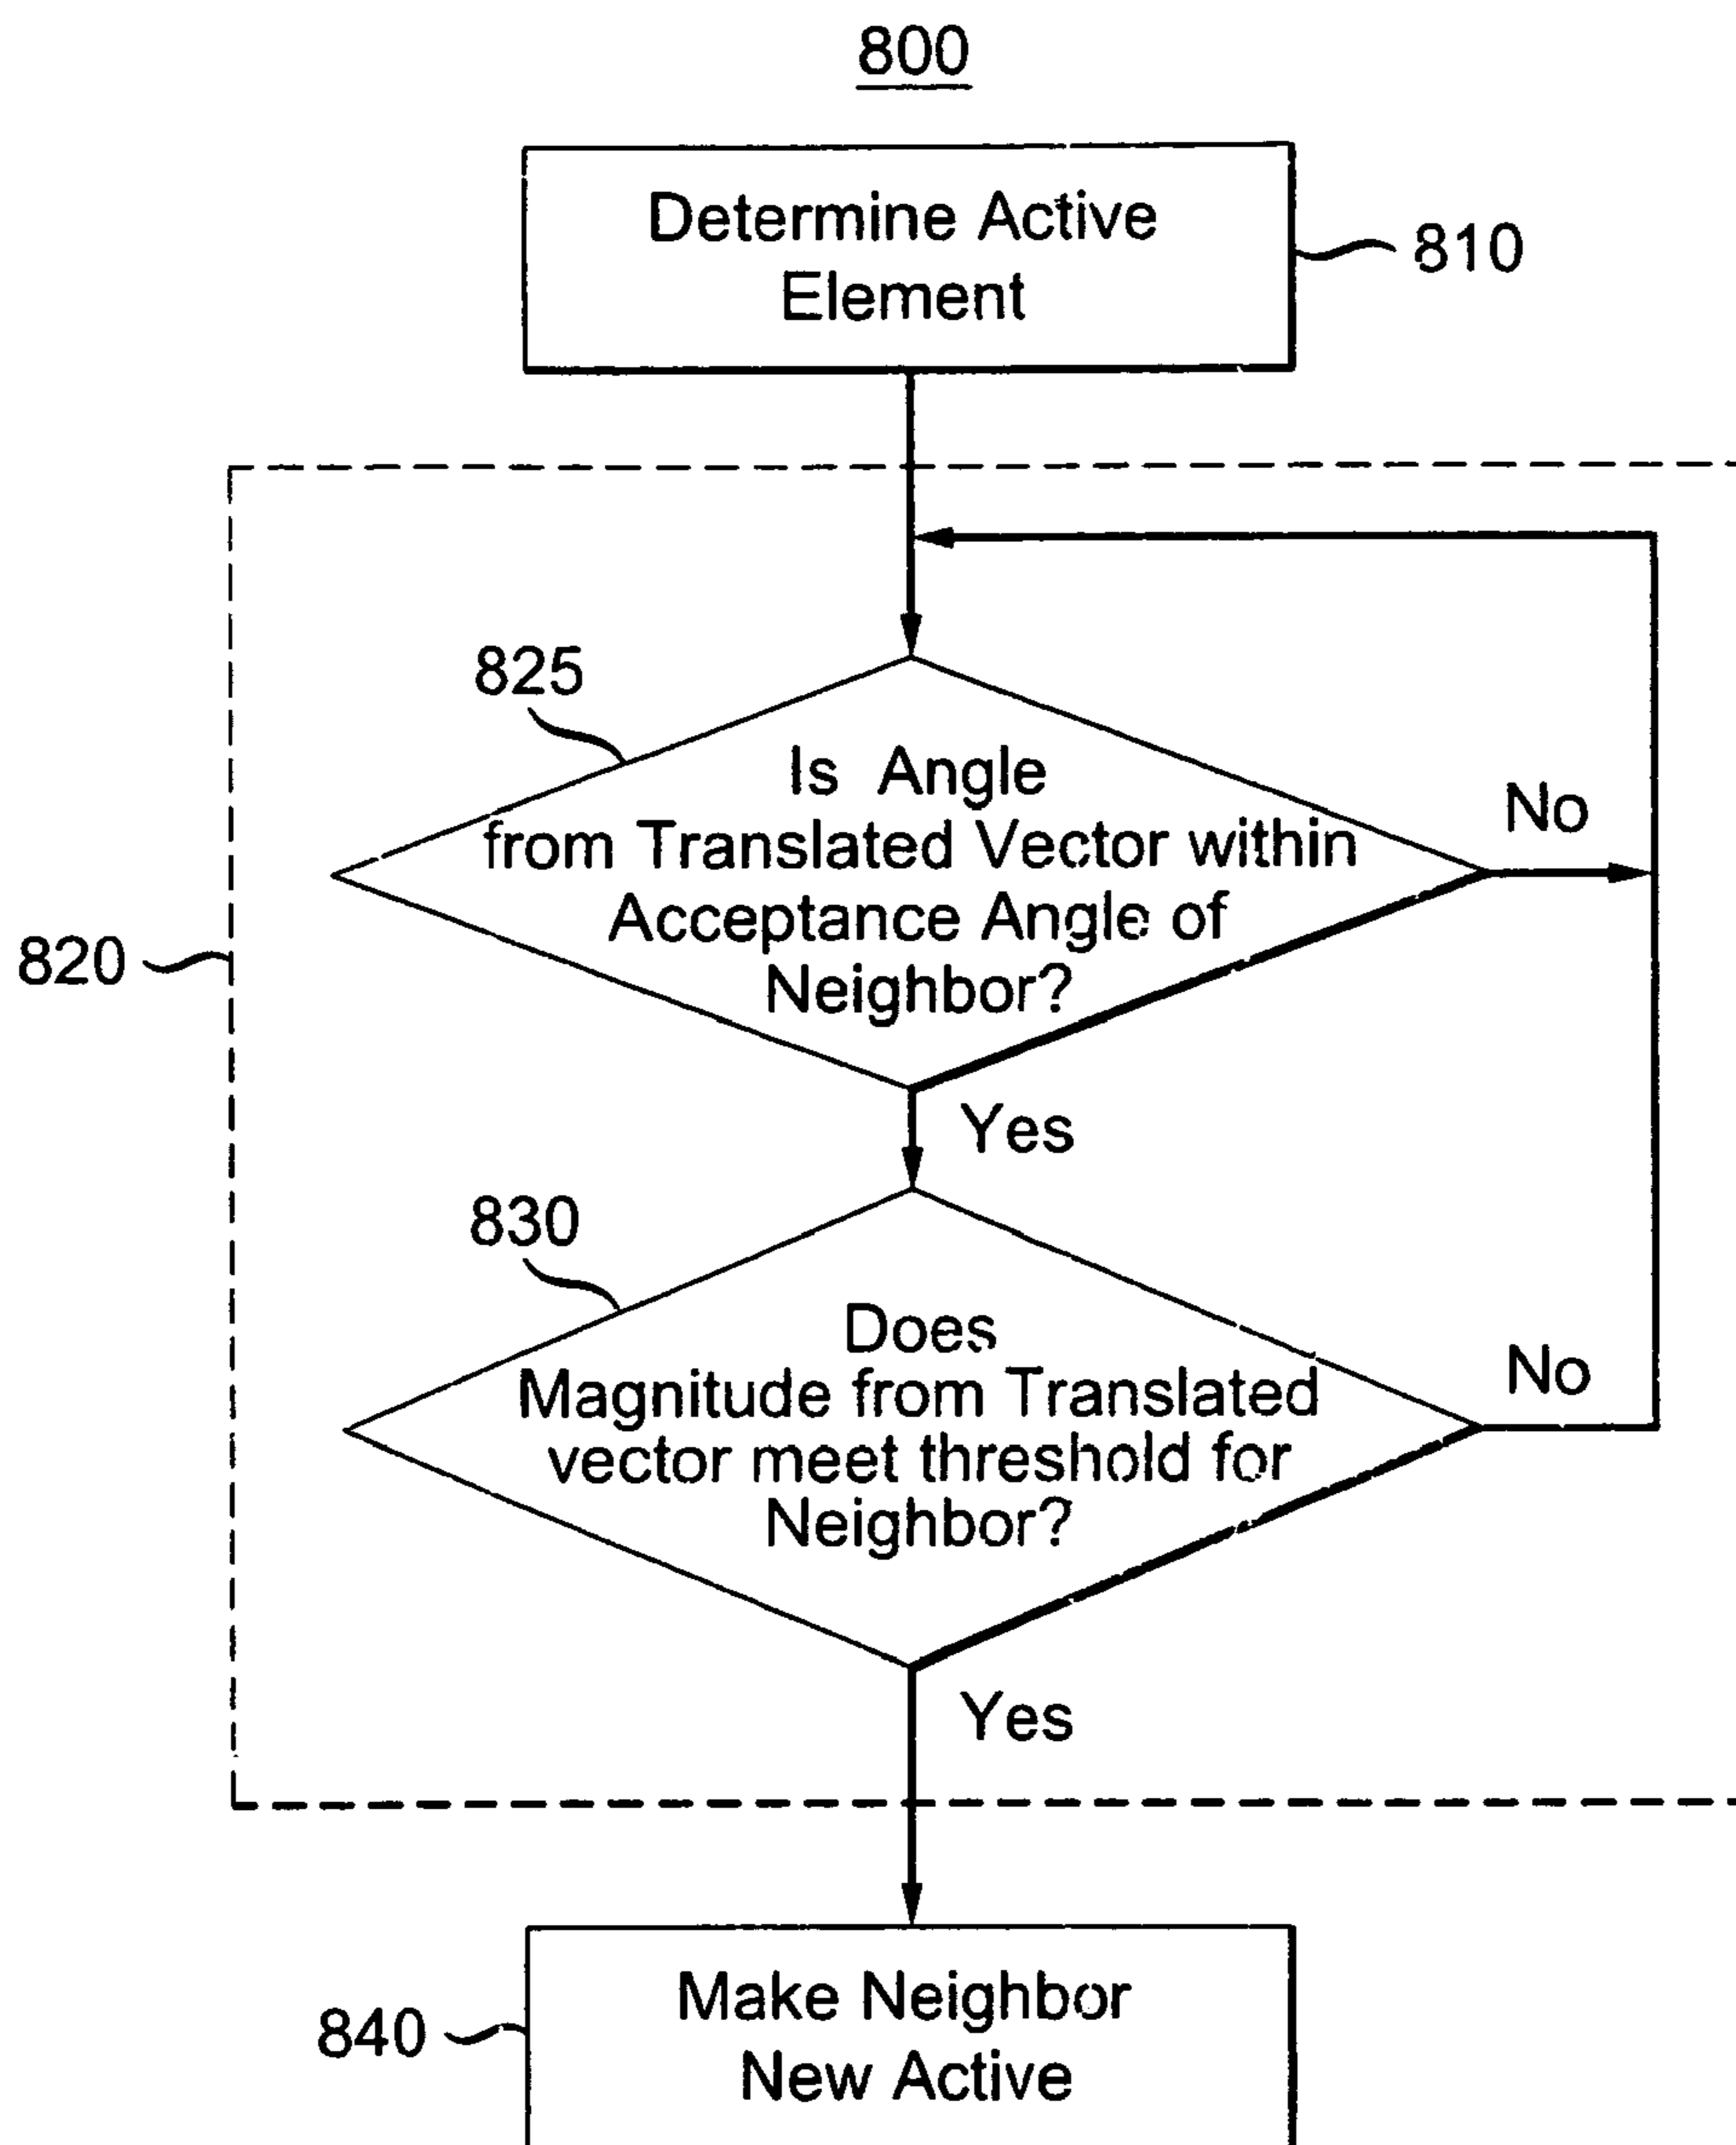 800
Determine Active
Element
810
825
Is Angle
from Translated Vector within
Acceptance Angle of
Neighbor?
No
820
Yes
830
Does
Magnitude from Translated
vector meet threshold for
Neighbor?
No
Yes
Make Neighbor
New Active
840